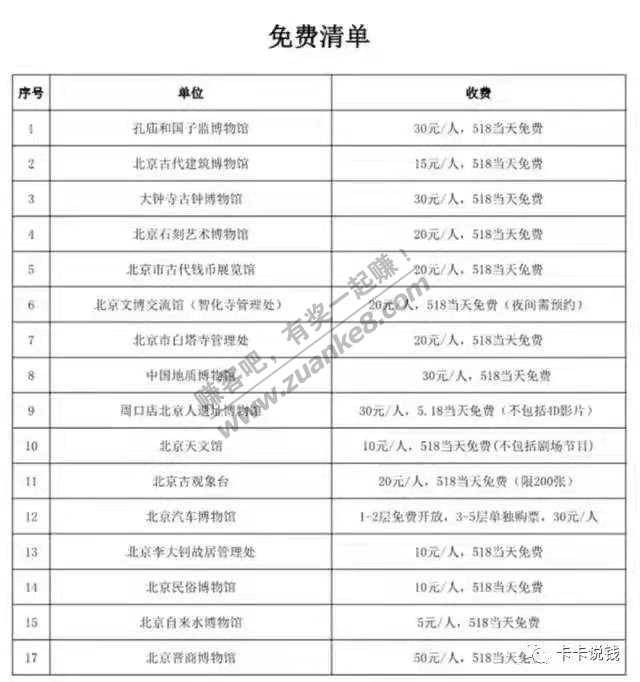 免费清单
序号 单位 收费
1 孔庙和国子监博物馆 30元/人，518当天免费
2 北京古代建筑博物馆 15元/人，518当天免费
3 大钟寺古钟博物馆 30元/人，518当天免费
4 北京石刻艺术博物馆 20元/人，518当天免费
5 北京市古代钱币展览馆 20元/人，518当天免费
6 北京文博交流馆（智化寺管理处） 20元/人，518当天免费（夜间需预约）
7 北京市白塔寺管理处 20元/人，518当天免费
8 中国地质博物馆 30元/人，518当天免费
9 周口店北京人遗址博物馆 30元/人，5.18当天免费（不包括4D影片）
10 北京天文馆 10元/人，518当天免费(不包括剧场节目)
11 北京古观象台 20元/人，518当天免费（限200张）
12 北京汽车博物馆 1-2层免费开放，3-5层单独购票，30元/人
13 北京李大钊故居管理处 10元/人，518当天免费
14 北京民俗博物馆 10元/人，518当天免费
15 北京自来水博物馆 5元/人，518当天免费
17 北京晋商博物馆 50元/人，518当天免费
赚客吧，有奖一起赚！
www.zuanke8.com
卡卡说钱